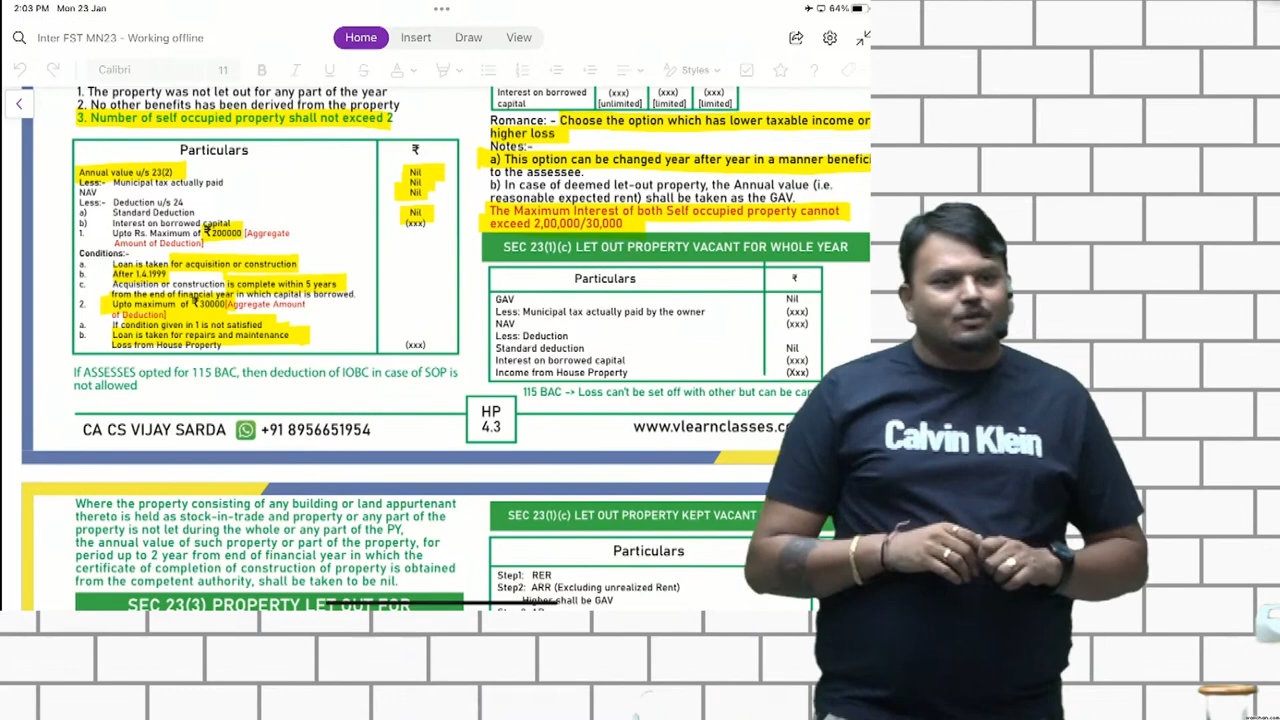 2:03 PM Mon 23 Jan
64%
Inter FST MN23 - Working offline
Home Insert Draw View
Calibri 11 B I U S A Styles
1. The property was not let out for any part of the year
2. No other benefits has been derived from the property
3. Number of self occupied property shall not exceed 2
Particulars ₹
Annual value u/s 23(2) Nil
Less:- Municipal tax actually paid Nil
NAV Nil
Less:- Deduction u/s 24
a) Standard Deduction Nil
b) Interest on borrowed capital (xxx)
1. Upto Rs. Maximum of ₹ 200000 [Aggregate
Amount of Deduction]
Conditions:-
a. Loan is taken for acquisition or construction
b. After 1.4.1999
c. Acquisition or construction is complete within 5 years
from the end of financial year in which capital is borrowed.
2. Upto maximum of ₹ 30000[Aggregate Amount
of Deduction]
a. If condition given in 1 is not satisfied
b. Loan is taken for repairs and maintenance
Loss from House Property (xxx)
If ASSESSES opted for 115 BAC, then deduction of IOBC in case of SOP is
not allowed
Interest on borrowed (xxx) (xxx) (xxx)
capital [unlimited] [limited] [limited]
Romance: - Choose the option which has lower taxable income or
higher loss
Notes:-
a) This option can be changed year after year in a manner benefici
to the assessee.
b) In case of deemed let-out property, the Annual value (i.e.
reasonable expected rent) shall be taken as the GAV.
The Maximum Interest of both Self occupied property cannot
exceed 2,00,000/30,000
SEC 23(1)(c) LET OUT PROPERTY VACANT FOR WHOLE YEAR
Particulars ₹
GAV Nil
Less: Municipal tax actually paid by the owner (xxx)
NAV (xxx)
Less: Deduction
Standard deduction Nil
Interest on borrowed capital (xxx)
Income from House Property (Xxx)
115 BAC -> Loss can't be set off with other but can be ca
CA CS VIJAY SARDA +91 8956651954
HP
4.3
www.vlearnclasses.c
Where the property consisting of any building or land appurtenant
thereto is held as stock-in-trade and property or any part of the
property is not let during the whole or any part of the PY,
the annual value of such property or part of the property, for
period up to 2 year from end of financial year in which the
certificate of completion of construction of property is obtained
from the competent authority, shall be taken to be nil.
SEC 23(3) PROPERTY LET OUT FOR
SEC 23(1)(c) LET OUT PROPERTY KEPT VACANT
Particulars
Step1: RER
Step2: ARR (Excluding unrealized Rent)
Higher shall be GAV
Calvin Klein